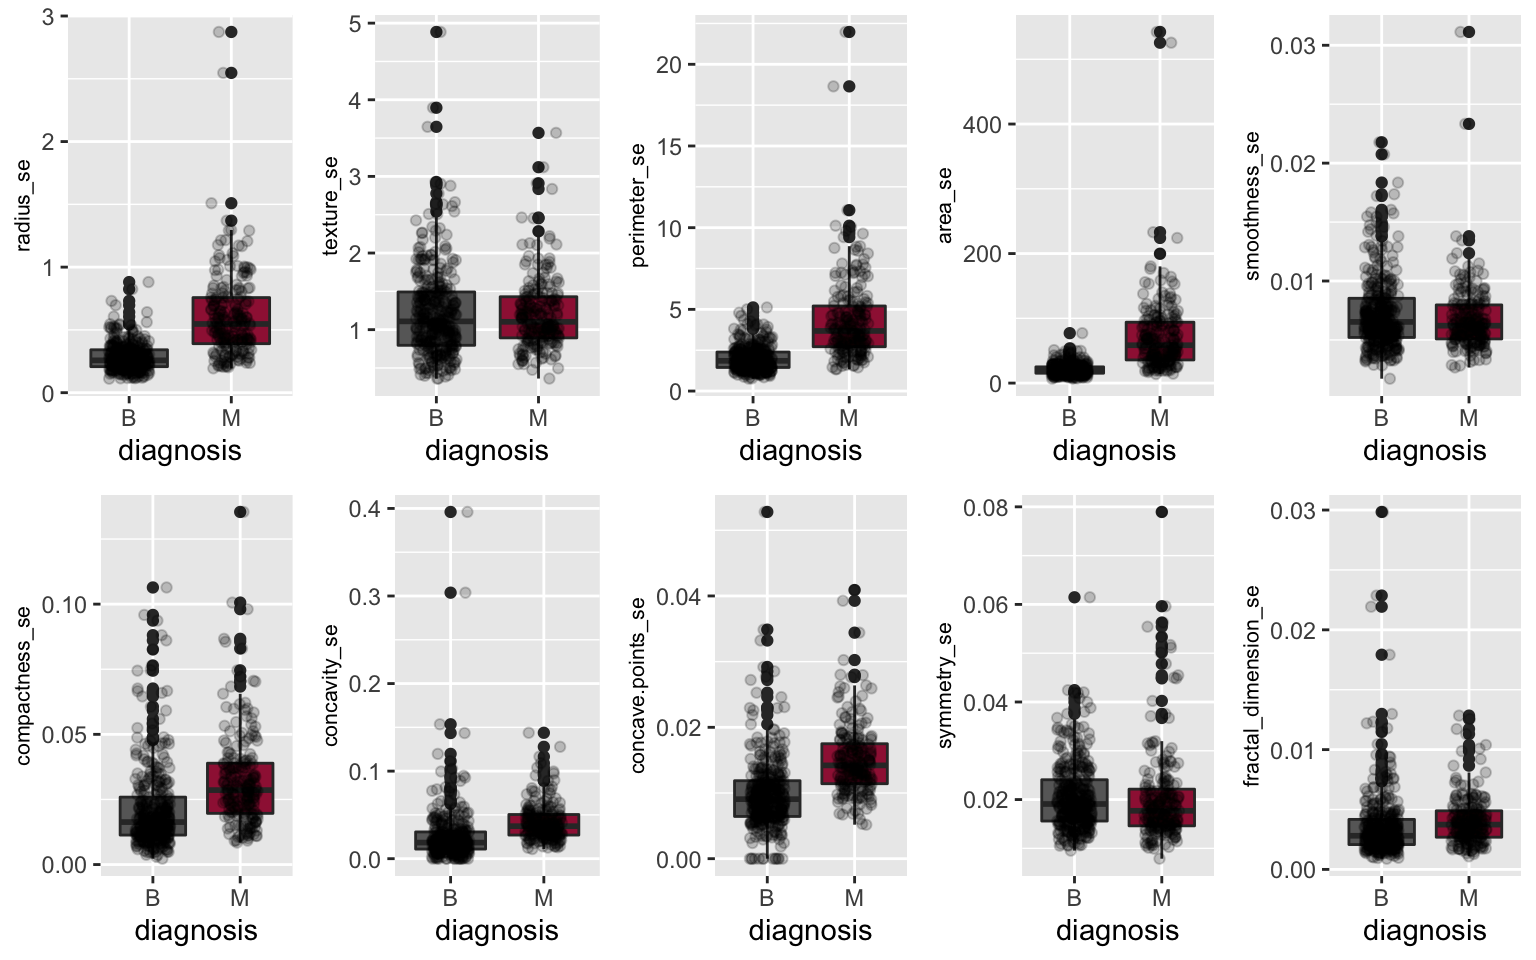 radius_se
3
2
1
0
B M
diagnosis
texture_se
5
4
3
2
1
B M
diagnosis
perimeter_se
20
15
10
5
0
B M
diagnosis
area_se
400
200
0
B M
diagnosis
smoothness_se
0.03
0.02
0.01
B M
diagnosis
compactness_se
0.10
0.05
0.00
B M
diagnosis
concavity_se
0.4
0.3
0.2
0.1
0.0
B M
diagnosis
concave.points_se
0.04
0.02
0.00
B M
diagnosis
symmetry_se
0.08
0.06
0.04
0.02
B M
diagnosis
fractal_dimension_se
0.03
0.02
0.01
0.00
B M
diagnosis